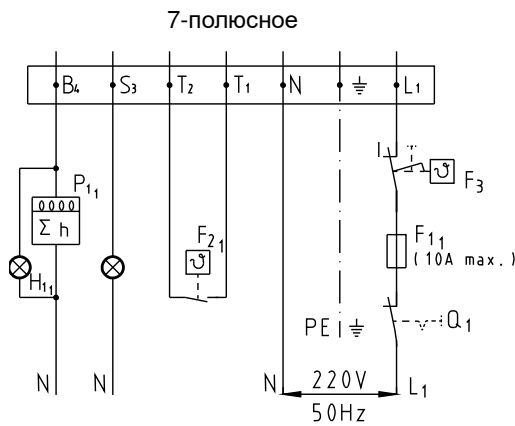 7-полюсное
B4 S3 T2 T1 N L1
P11
Σ h
H11
F21
ϑ
I
ϑ
F3
F11
(10A max.)
PE
Q1
N N N 220V L1
50Hz